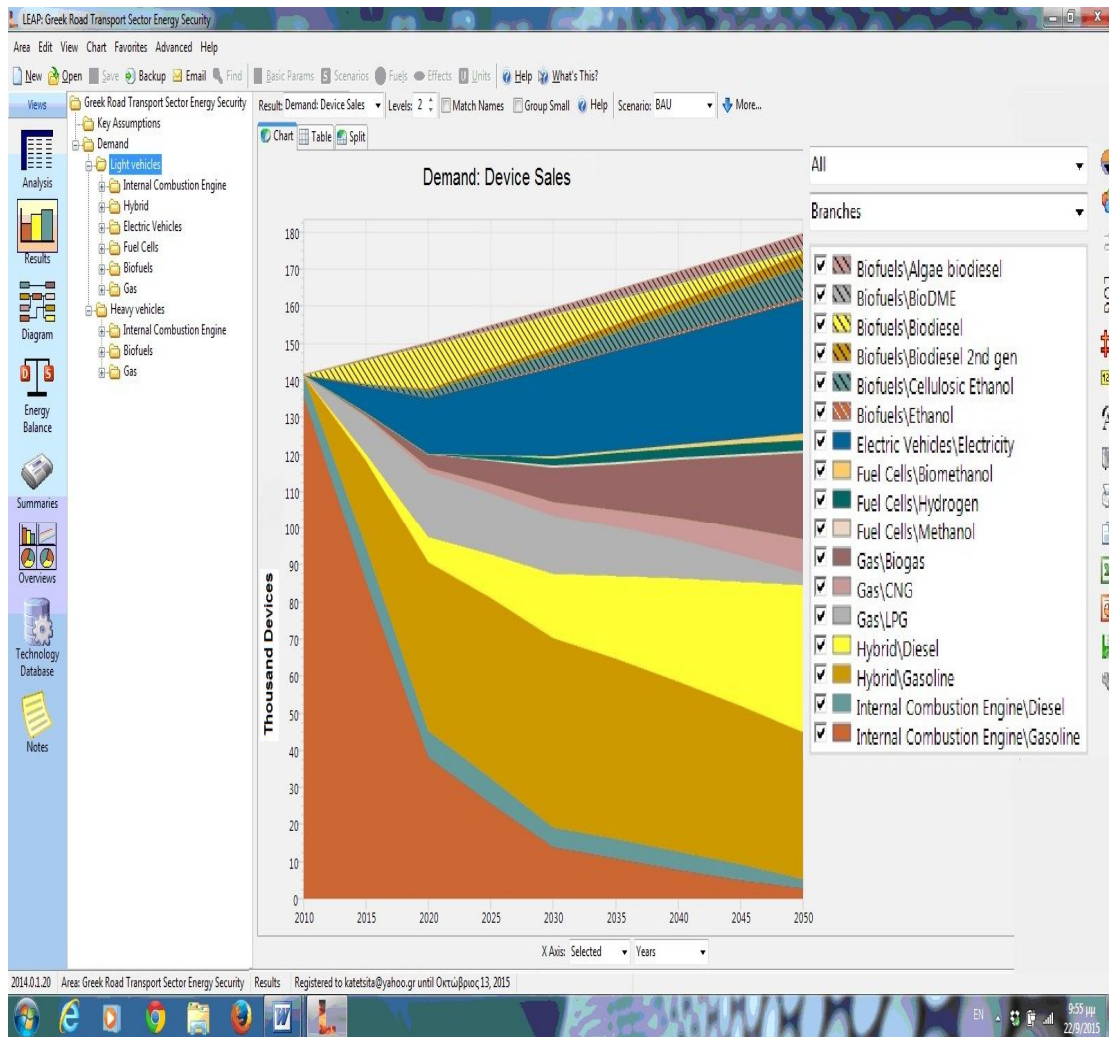 LEAP: Greek Road Transport Sector Energy Security
Area Edit View Chart Favorites Advanced Help
New Open Save Backup Email Find Basic Params Scenarios Fuels Effects Units Help What's This?
Views
Analysis
Results
Diagram
Energy
Balance
Summaries
Overviews
Technology
Database
Notes
Greek Road Transport Sector Energy Security
Key Assumptions
Demand
Light vehicles
Internal Combustion Engine
Hybrid
Electric Vehicles
Fuel Cells
Biofuels
Gas
Heavy vehicles
Internal Combustion Engine
Biofuels
Gas
Result: Demand: Device Sales Levels: 2 Match Names Group Small Help Scenario: BAU More...
Chart Table Split
Demand: Device Sales
Thousand Devices
180
170
160
150
140
130
120
110
100
90
80
70
60
50
40
30
20
10
0
2010 2015 2020 2025 2030 2035 2040 2045 2050
X Axis: Selected Years
All
Branches
Biofuels\Algae biodiesel
Biofuels\BioDME
Biofuels\Biodiesel
Biofuels\Biodiesel 2nd gen
Biofuels\Cellulosic Ethanol
Biofuels\Ethanol
Electric Vehicles\Electricity
Fuel Cells\Biomethanol
Fuel Cells\Hydrogen
Fuel Cells\Methanol
Gas\Biogas
Gas\CNG
Gas\LPG
Hybrid\Diesel
Hybrid\Gasoline
Internal Combustion Engine\Diesel
Internal Combustion Engine\Gasoline
2014.0.1.20 Area: Greek Road Transport Sector Energy Security Results Registered to katetsita@yahoo.gr until Οκτώβριος 13, 2015
EN
9:55 μμ
22/9/2015